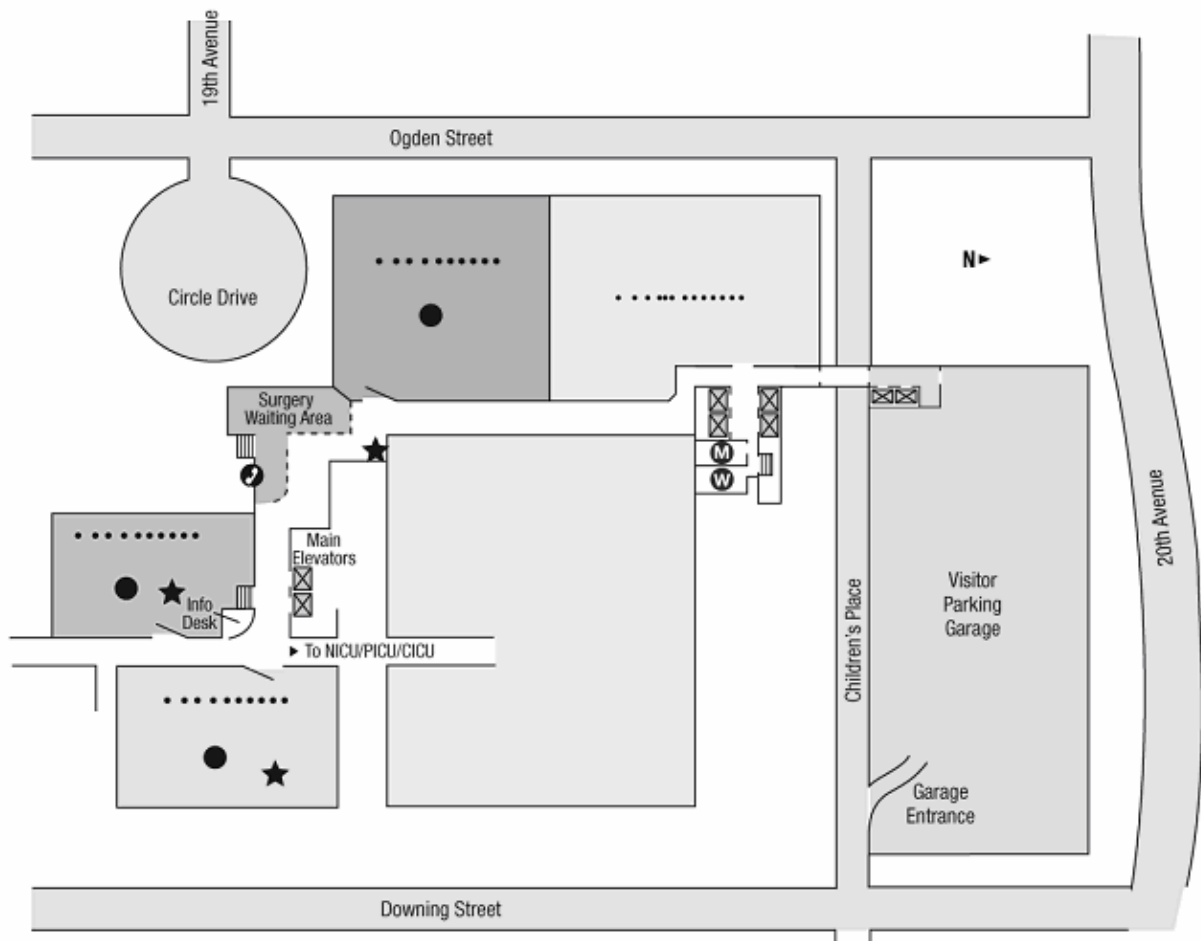 19th Avenue
Ogden Street
Circle Drive
N
Surgery
Waiting Area
M
W
Main
Elevators
Info
Desk
To NICU/PICU/CICU
Children's Place
Visitor
Parking
Garage
20th Avenue
Garage
Entrance
Downing Street